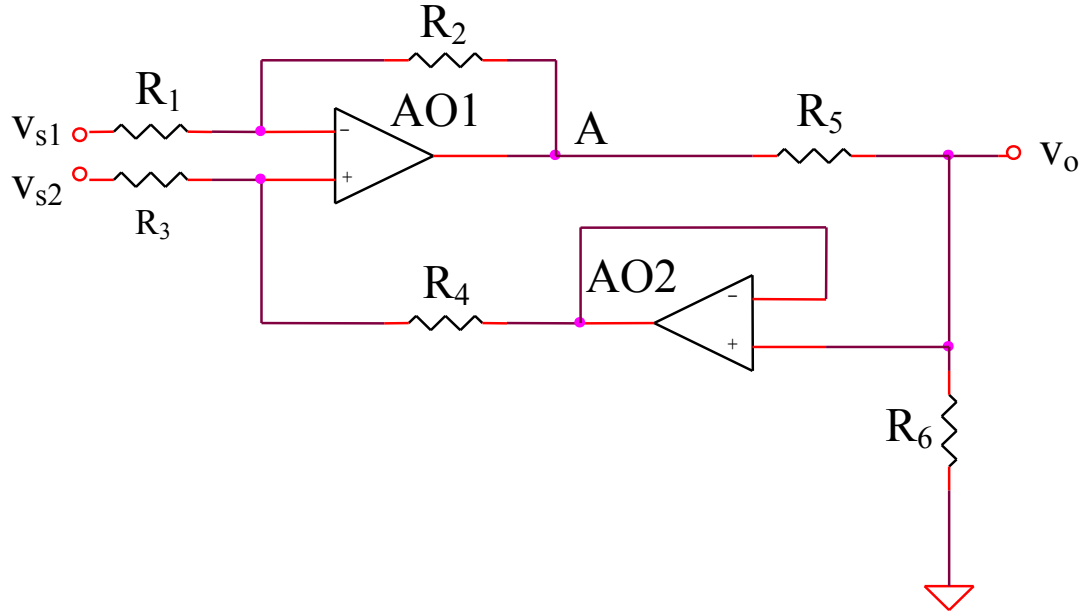 R₂
R₁
AO1
vₛ₁
−
A
R₅
vₒ
vₛ₂
+
R₃
AO2
R₄
−
+
R₆